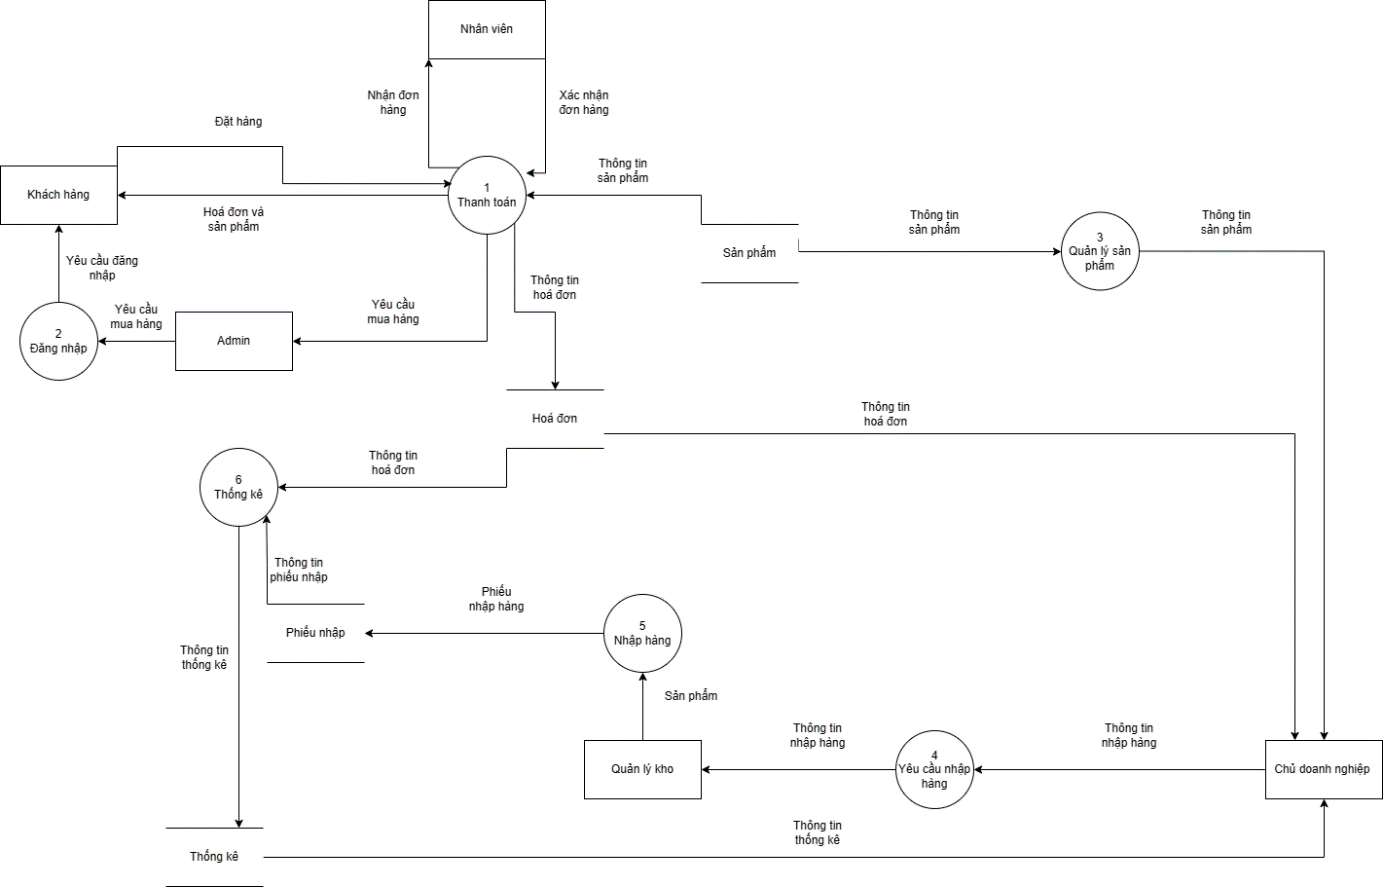 Nhân viên
Nhận đơn
hàng
Xác nhận
đơn hàng
Đặt hàng
Thông tin
sản phẩm
Khách hàng
1
Thanh toán
Hoá đơn và
sản phẩm
Thông tin
sản phẩm
Thông tin
sản phẩm
3
Quản lý sản
phẩm
Sản phẩm
Yêu cầu đăng
nhập
Thông tin
hoá đơn
Yêu cầu
mua hàng
Yêu cầu
mua hàng
2
Đăng nhập
Admin
Hoá đơn
Thông tin
hoá đơn
Thông tin
hoá đơn
6
Thống kê
Thông tin
phiếu nhập
Phiếu
nhập hàng
Phiếu nhập
5
Nhập hàng
Thông tin
thống kê
Sản phẩm
Thông tin
nhập hàng
Thông tin
nhập hàng
Quản lý kho
4
Yêu cầu nhập
hàng
Chủ doanh nghiệp
Thông tin
thống kê
Thống kê